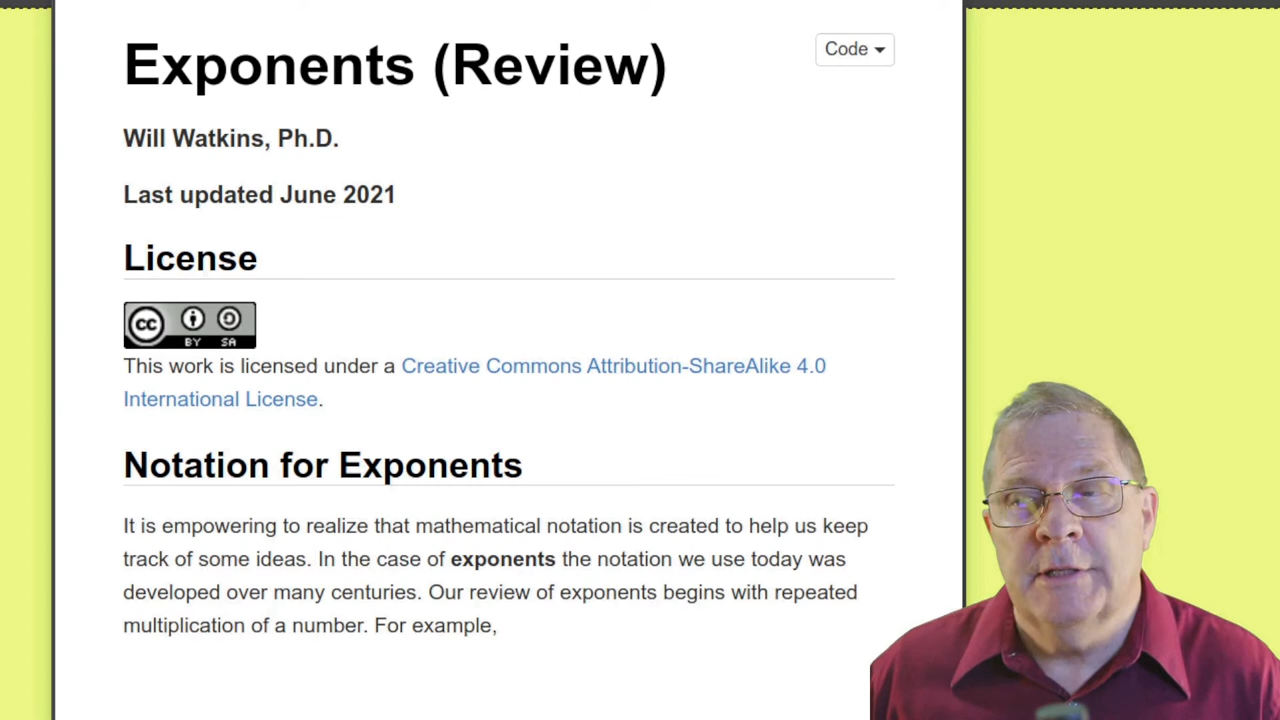 Exponents (Review)
Code
Will Watkins, Ph.D.
Last updated June 2021
License
cc BY SA
This work is licensed under a Creative Commons Attribution-ShareAlike 4.0
International License.
Notation for Exponents
It is empowering to realize that mathematical notation is created to help us keep
track of some ideas. In the case of exponents the notation we use today was
developed over many centuries. Our review of exponents begins with repeated
multiplication of a number. For example,